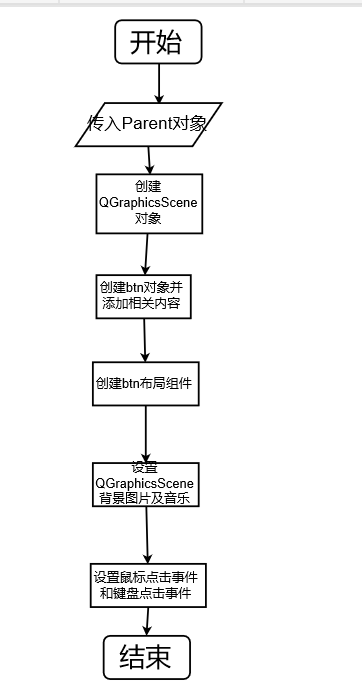 开始
传入Parent对象
创建
QGraphicsScene
对象
创建btn对象并
添加相关内容
创建btn布局组件
设置
QGraphicsScene
背景图片及音乐
设置鼠标点击事件
和键盘点击事件
结束